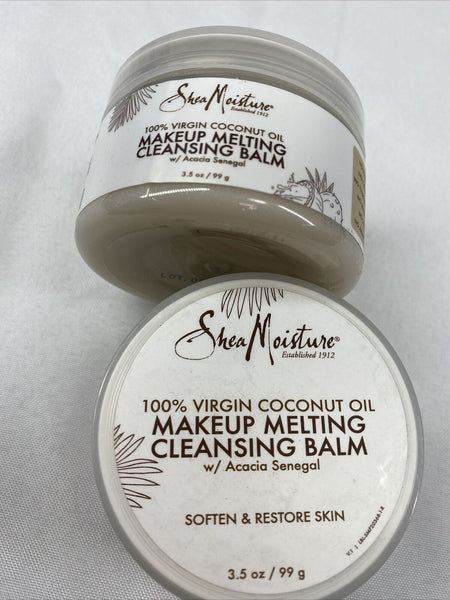 SheaMoisture®
Established 1912
100% VIRGIN COCONUT OIL
MAKEUP MELTING
CLEANSING BALM
w/ Acacia Senegal
3.5 oz / 99 g
LOT
SheaMoisture®
Established 1912
100% VIRGIN COCONUT OIL
MAKEUP MELTING
CLEANSING BALM
w/ Acacia Senegal
SOFTEN & RESTORE SKIN
3.5 oz / 99 g